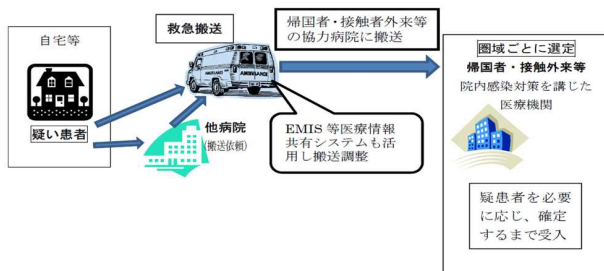 自宅等
疑い患者
救急搬送
AMBULANCE
他病院
(搬送依頼)
帰国者・接触者外来等
の協力病院に搬送
EMIS 等医療情報
共有システムも活
用し搬送調整
圏域ごとに選定
帰国者・接触外来等
院内感染対策を講じた
医療機関
疑患者を必要
に応じ、確定
するまで受入